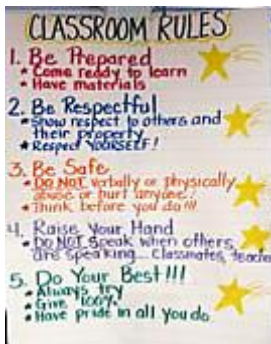 CLASSROOM RULES
1. Be Prepared
* Come ready to learn
* Have materials
2. Be Respectful
* Show respect to others and
their property
* Respect YOURSELF!
3. Be Safe
* DO NOT verbally or physically
abuse or hurt anyone!
* Think before you do!!!
4. Raise Your Hand
* DO NOT speak when others
are speaking... Classmates, teacher
5. Do Your Best!!!
* Always try
* Give 100%
* Have pride in all you do